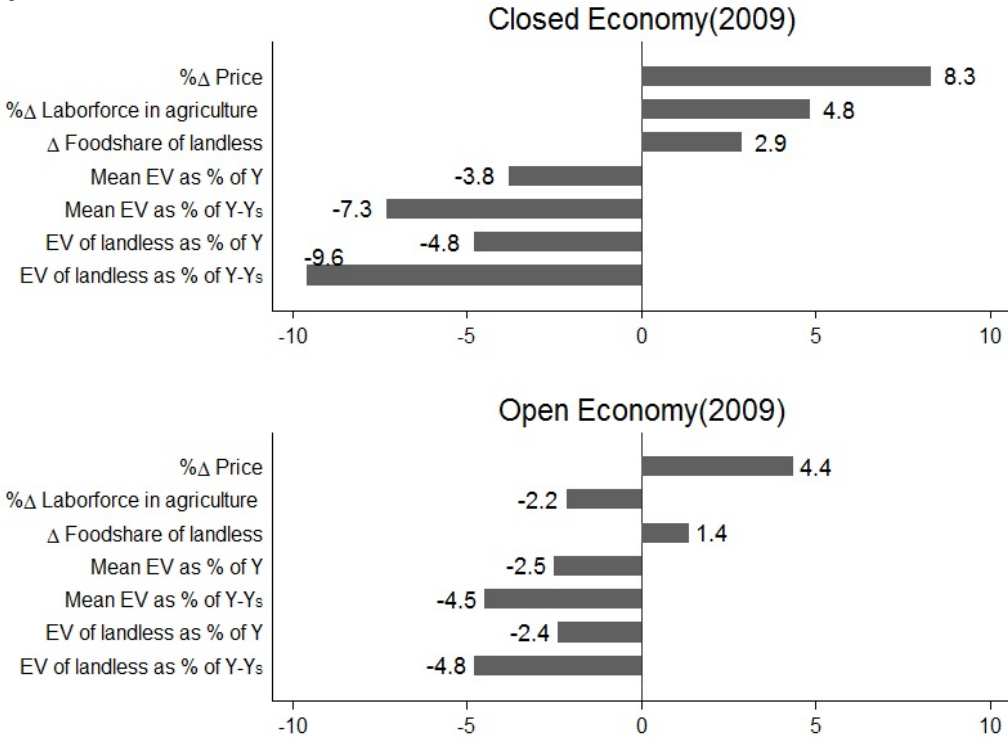 Closed Economy(2009)
%Δ Price 8.3
%Δ Laborforce in agriculture 4.8
Δ Foodshare of landless 2.9
Mean EV as % of Y -3.8
Mean EV as % of Y-Ys -7.3
EV of landless as % of Y -4.8
EV of landless as % of Y-Ys -9.6
-10 -5 0 5 10
Open Economy(2009)
%Δ Price 4.4
%Δ Laborforce in agriculture -2.2
Δ Foodshare of landless 1.4
Mean EV as % of Y -2.5
Mean EV as % of Y-Ys -4.5
EV of landless as % of Y -2.4
EV of landless as % of Y-Ys -4.8
-10 -5 0 5 10